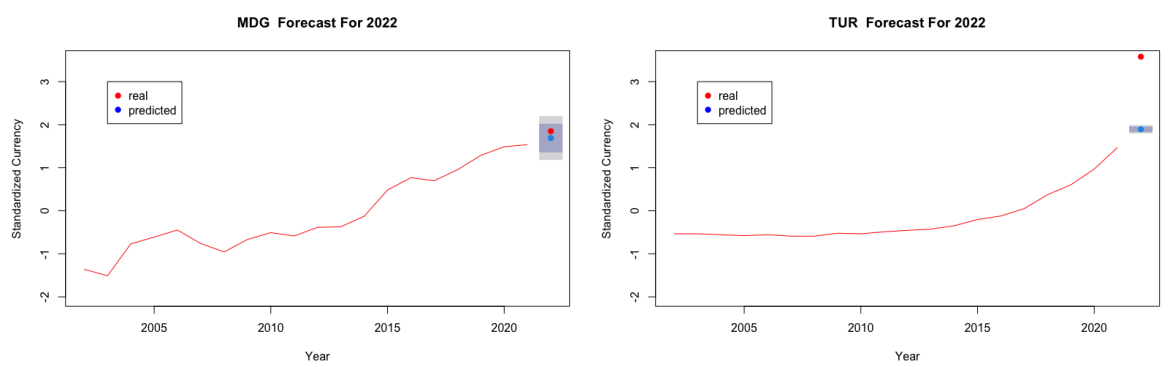 MDG  Forecast For 2022
Standardized Currency
3
2
1
0
-1
-2
real
predicted
2005
2010
2015
2020
Year
TUR  Forecast For 2022
Standardized Currency
3
2
1
0
-1
-2
real
predicted
2005
2010
2015
2020
Year